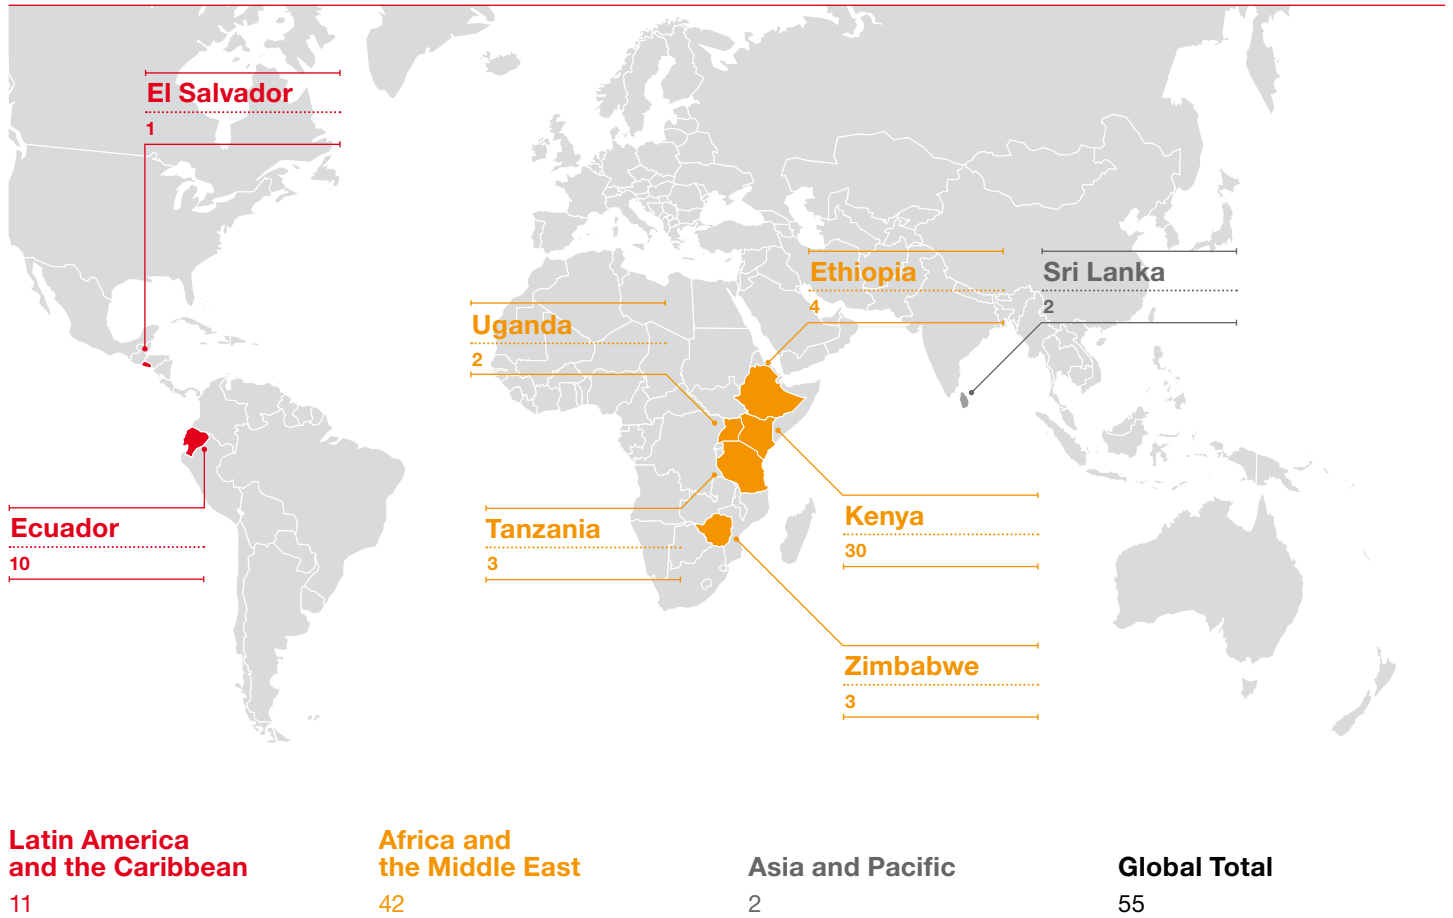 El Salvador
1
Ethiopia
4
Sri Lanka
2
Uganda
2
Ecuador
10
Tanzania
3
Kenya
30
Zimbabwe
3
Latin America
and the Caribbean
11
Africa and
the Middle East
42
Asia and Pacific
2
Global Total
55